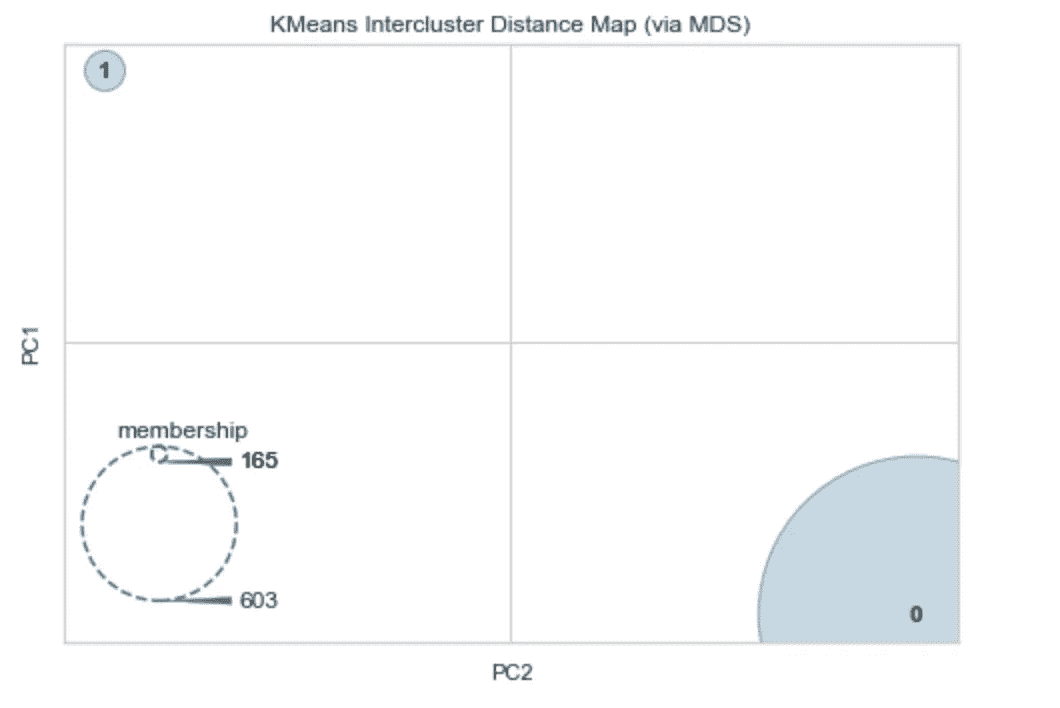 KMeans Intercluster Distance Map (via MDS)
1
PC1
membership
165
603
0
PC2